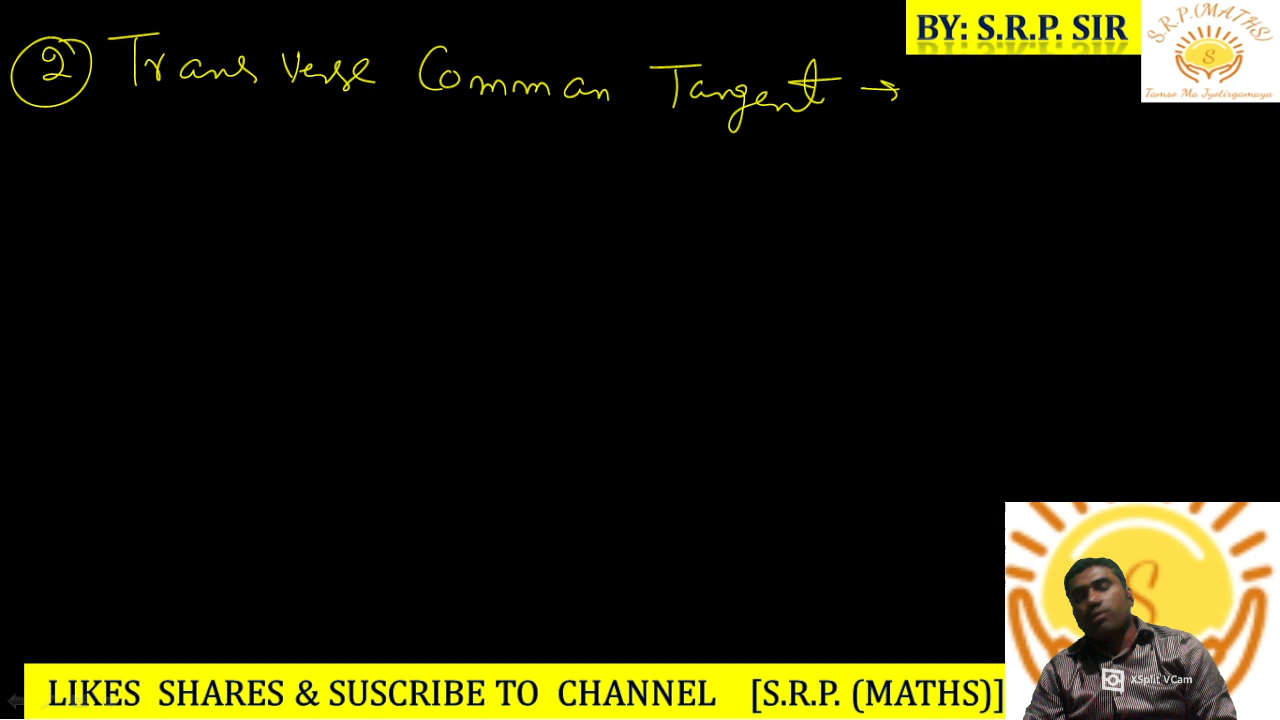 ② Transverse Comman Tangent →
BY: S.R.P. SIR
S.R.P.(MATHS)
S
Tamso Ma Jyotirgamaya
S
XSplit VCam
LIKES SHARES & SUSCRIBE TO CHANNEL [S.R.P. (MATHS)]